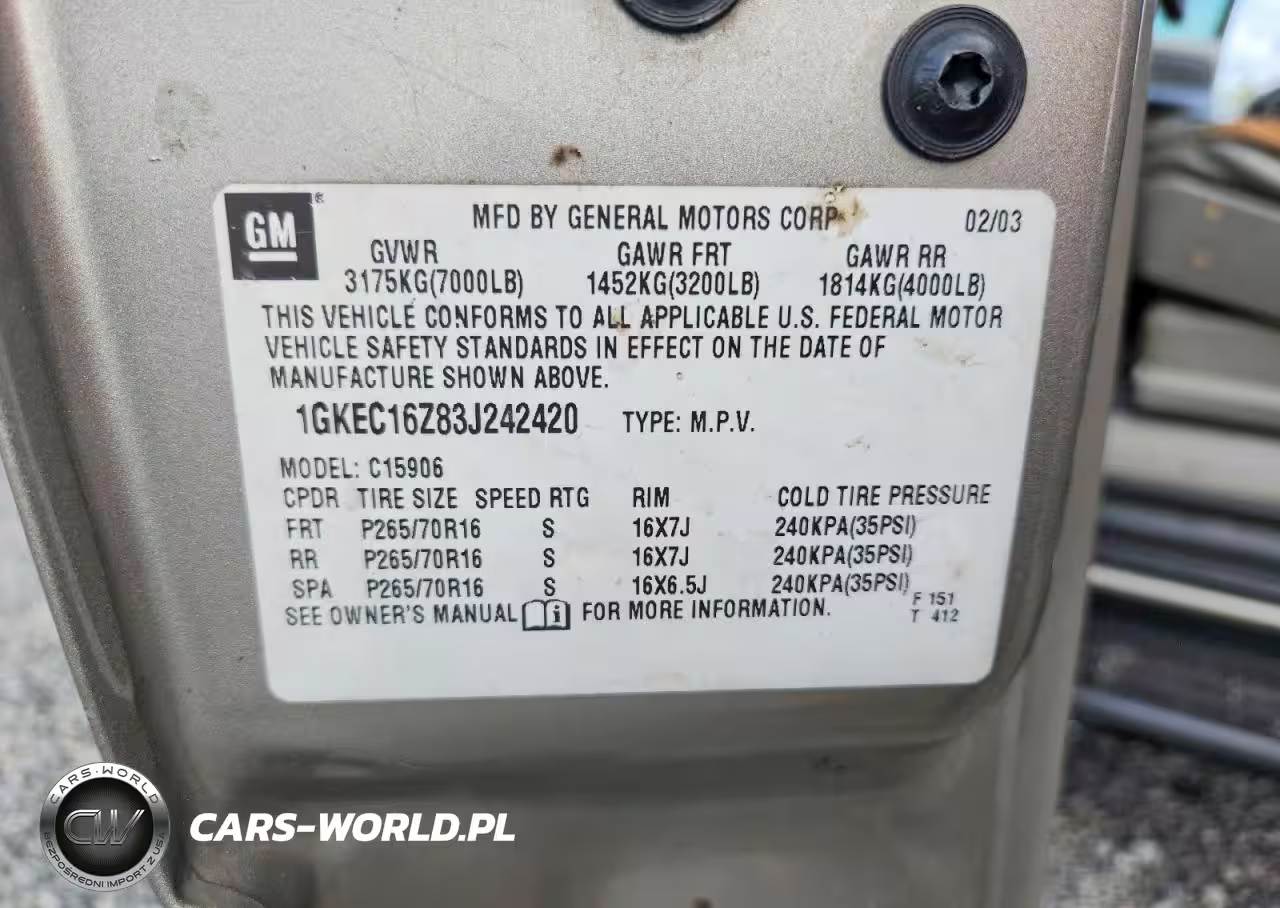 GM®
MFD BY GENERAL MOTORS CORP 02/03
GVWR GAWR FRT GAWR RR
3175KG(7000LB) 1452KG(3200LB) 1814KG(4000LB)
THIS VEHICLE CONFORMS TO ALL APPLICABLE U.S. FEDERAL MOTOR
VEHICLE SAFETY STANDARDS IN EFFECT ON THE DATE OF
MANUFACTURE SHOWN ABOVE.
1GKEC16Z83J242420 TYPE: M.P.V.
MODEL: C15906
CPDR TIRE SIZE SPEED RTG RIM COLD TIRE PRESSURE
FRT P265/70R16 S 16X7J 240KPA(35PSI)
RR P265/70R16 S 16X7J 240KPA(35PSI)
SPA P265/70R16 S 16X6.5J 240KPA(35PSI)
SEE OWNER'S MANUAL i FOR MORE INFORMATION.
F 151
T 412
CARS-WORLD
CW
BEZPOŚREDNI IMPORT Z USA
CARS-WORLD.PL